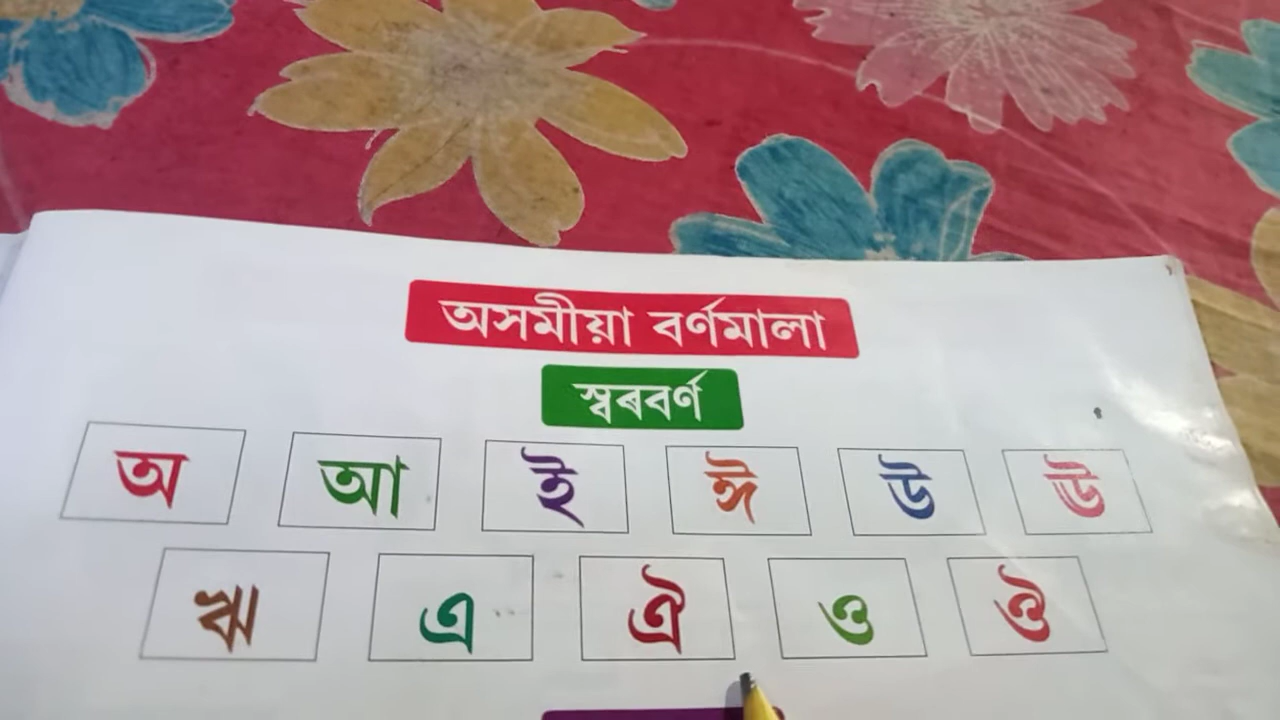 অসমীয়া বৰ্ণমালা
স্বৰবৰ্ণ
অ আ ই ঈ উ ঊ
ঋ এ ঐ ও ঔ